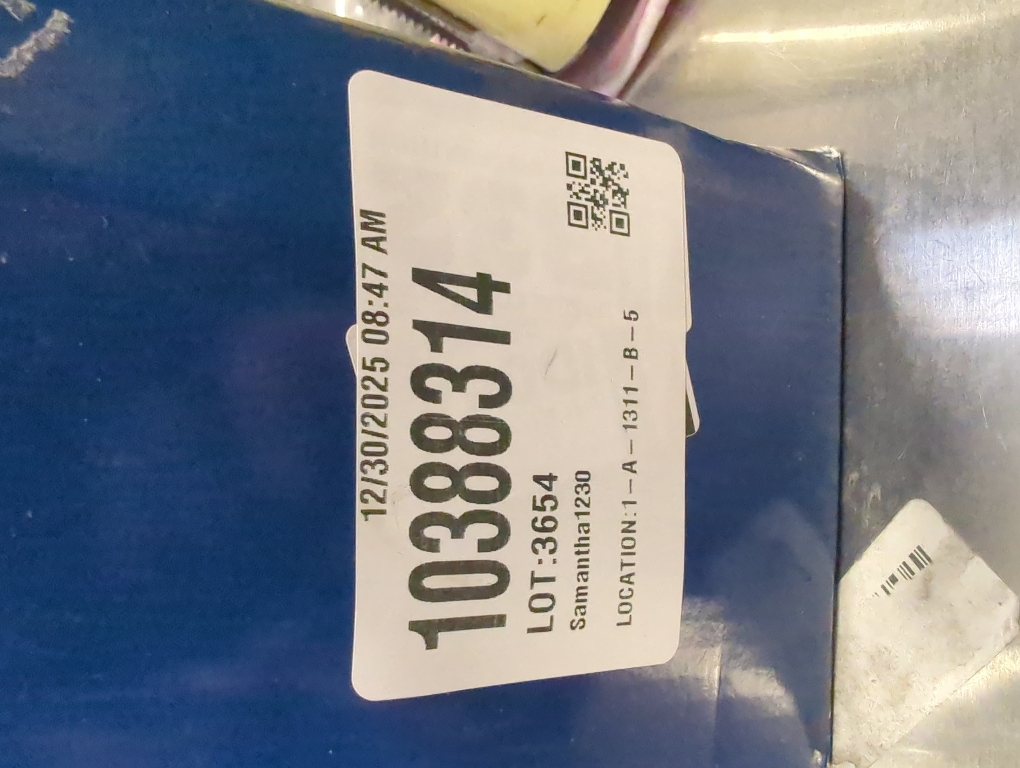 12/30/2025 08:47 AM
10388314
LOT:3654
Samantha1230
LOCATION:1-A-1311-B-5